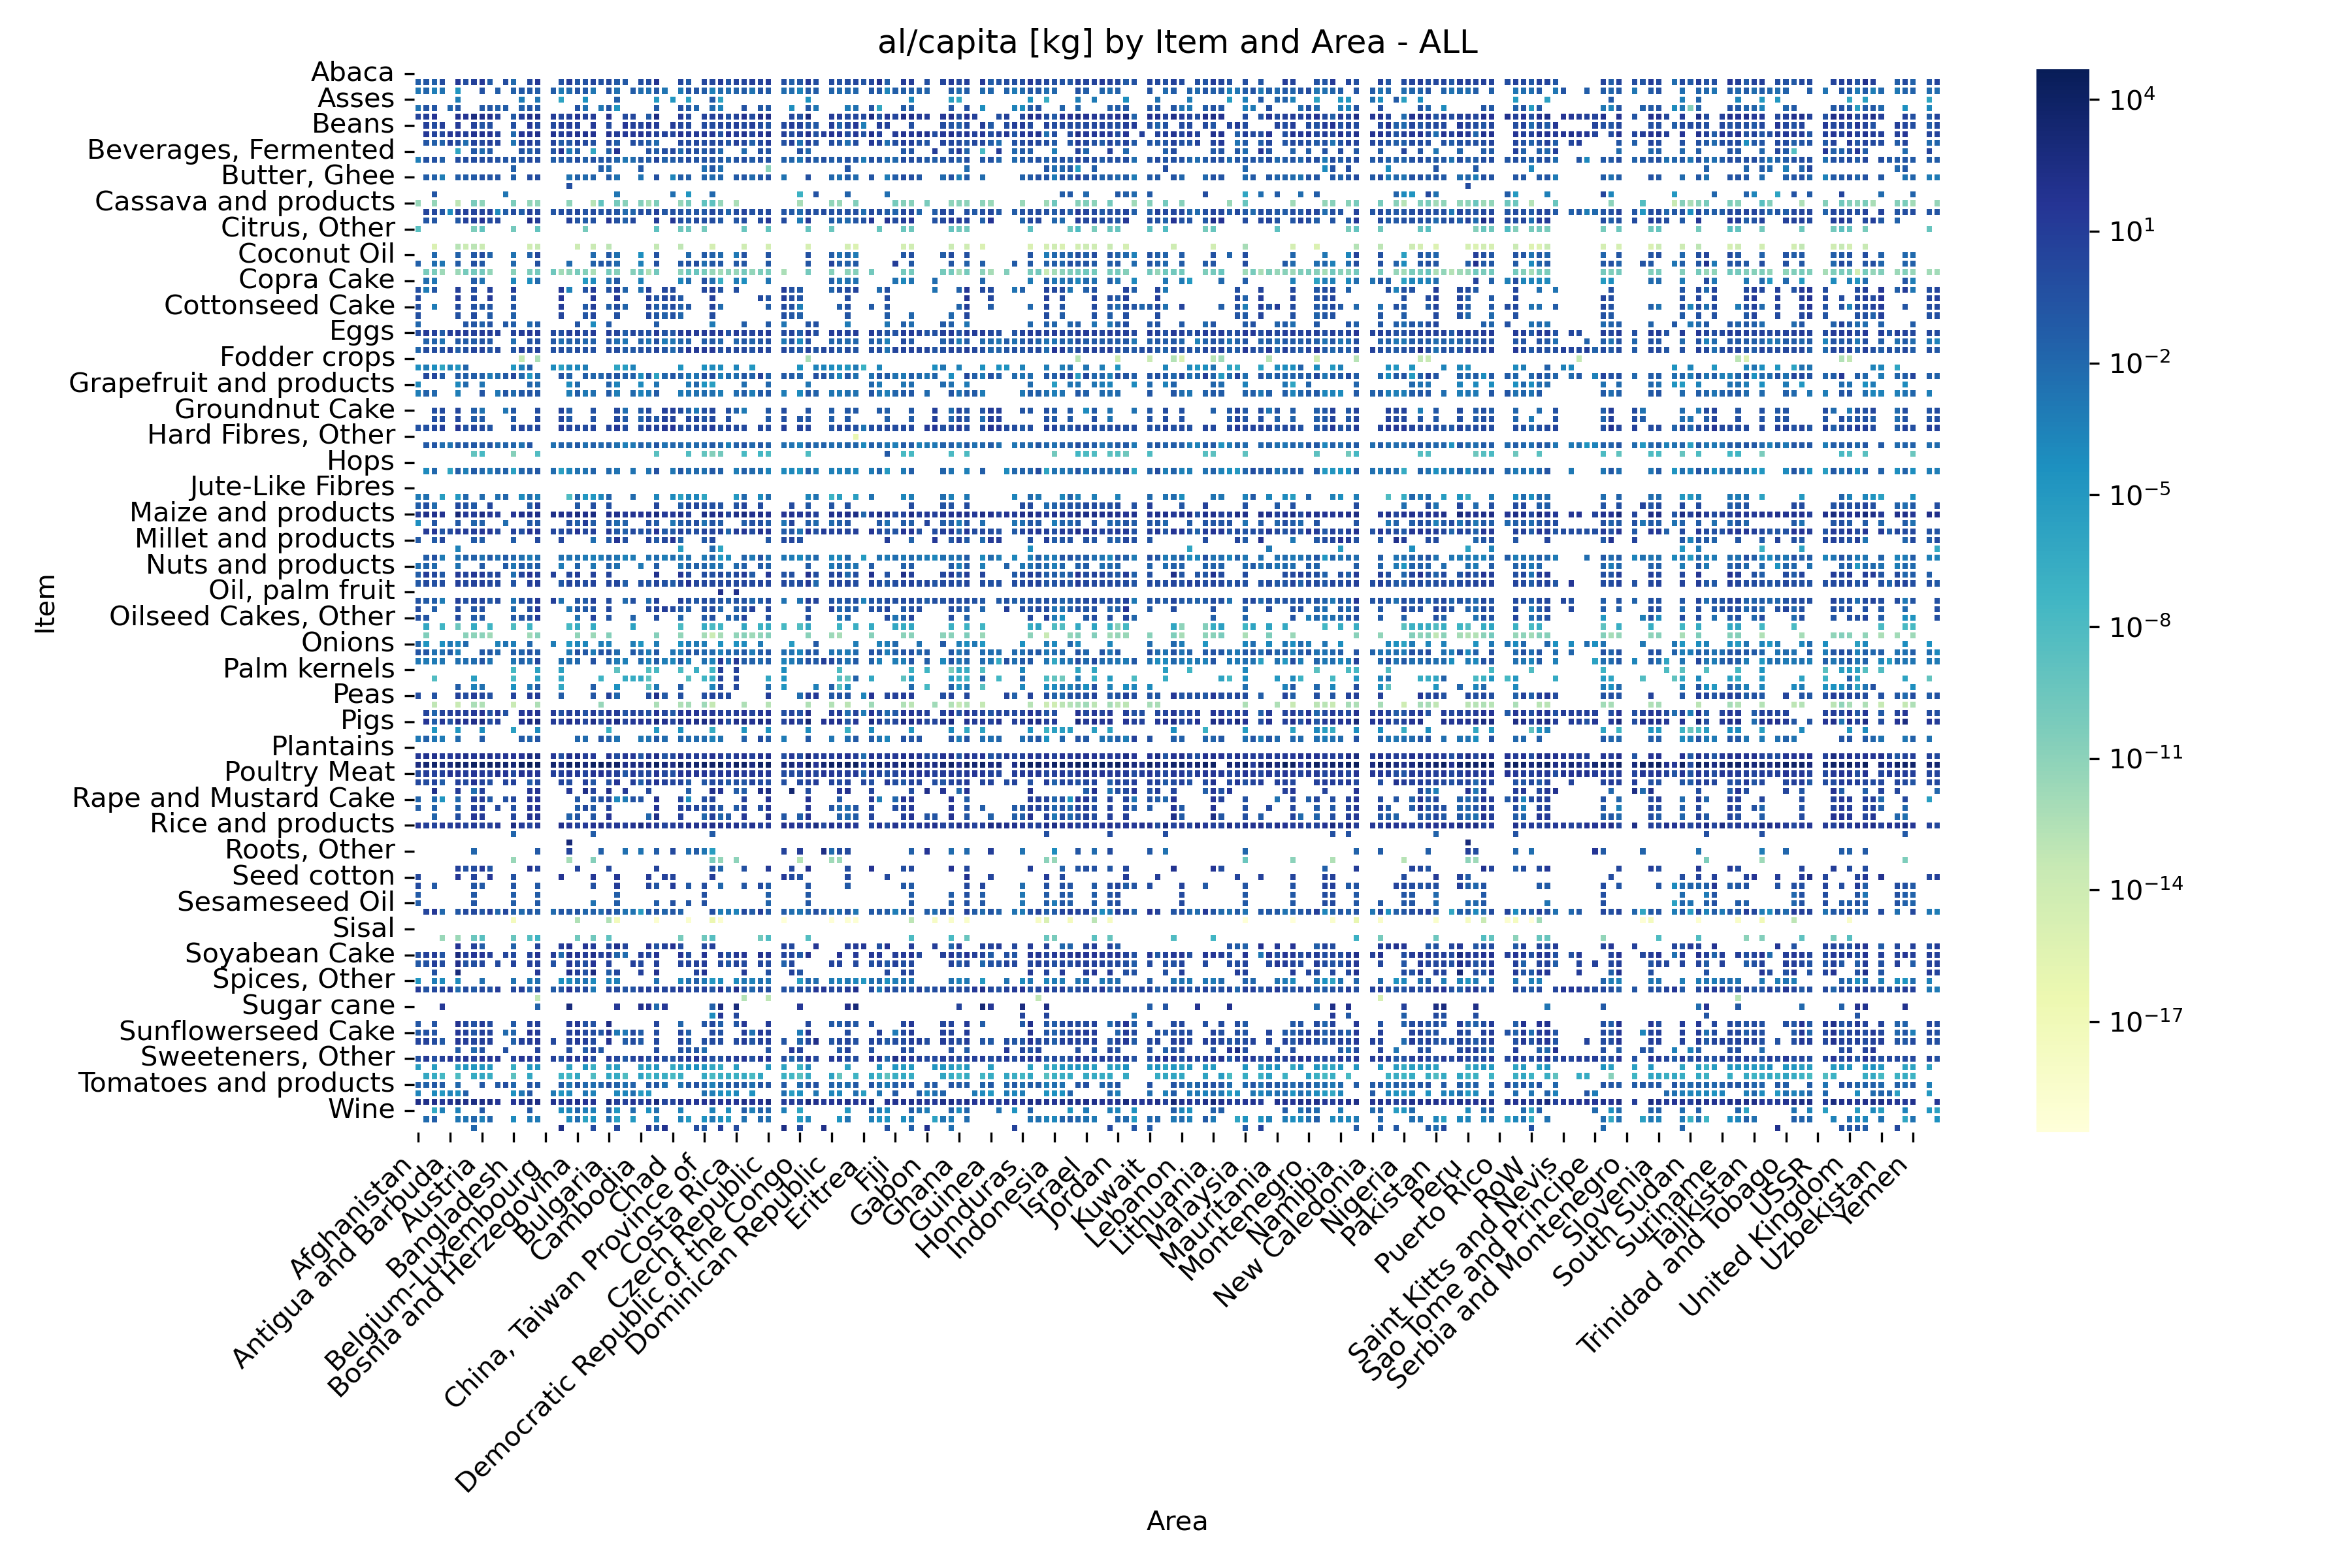 al/capita [kg] by Item and Area - ALL
Item
Abaca
Asses
Beans
Beverages, Fermented
Butter, Ghee
Cassava and products
Citrus, Other
Coconut Oil
Copra Cake
Cottonseed Cake
Eggs
Fodder crops
Grapefruit and products
Groundnut Cake
Hard Fibres, Other
Hops
Jute-Like Fibres
Maize and products
Millet and products
Nuts and products
Oil, palm fruit
Oilseed Cakes, Other
Onions
Palm kernels
Peas
Pigs
Plantains
Poultry Meat
Rape and Mustard Cake
Rice and products
Roots, Other
Seed cotton
Sesameseed Oil
Sisal
Soyabean Cake
Spices, Other
Sugar cane
Sunflowerseed Cake
Sweeteners, Other
Tomatoes and products
Wine
Afghanistan
Antigua and Barbuda
Austria
Bangladesh
Belgium-Luxembourg
Bosnia and Herzegovina
Bulgaria
Cambodia
Chad
China, Taiwan Province of
Costa Rica
Czech Republic
Democratic Republic of the Congo
Dominican Republic
Eritrea
Fiji
Gabon
Ghana
Guinea
Honduras
Indonesia
Israel
Jordan
Kuwait
Lebanon
Lithuania
Malaysia
Mauritania
Montenegro
Namibia
New Caledonia
Nigeria
Pakistan
Peru
Puerto Rico
RoW
Saint Kitts and Nevis
Sao Tome and Principe
Serbia and Montenegro
Slovenia
South Sudan
Suriname
Tajikistan
Trinidad and Tobago
USSR
United Kingdom
Uzbekistan
Yemen
Area
10⁴
10¹
10⁻²
10⁻⁵
10⁻⁸
10⁻¹¹
10⁻¹⁴
10⁻¹⁷